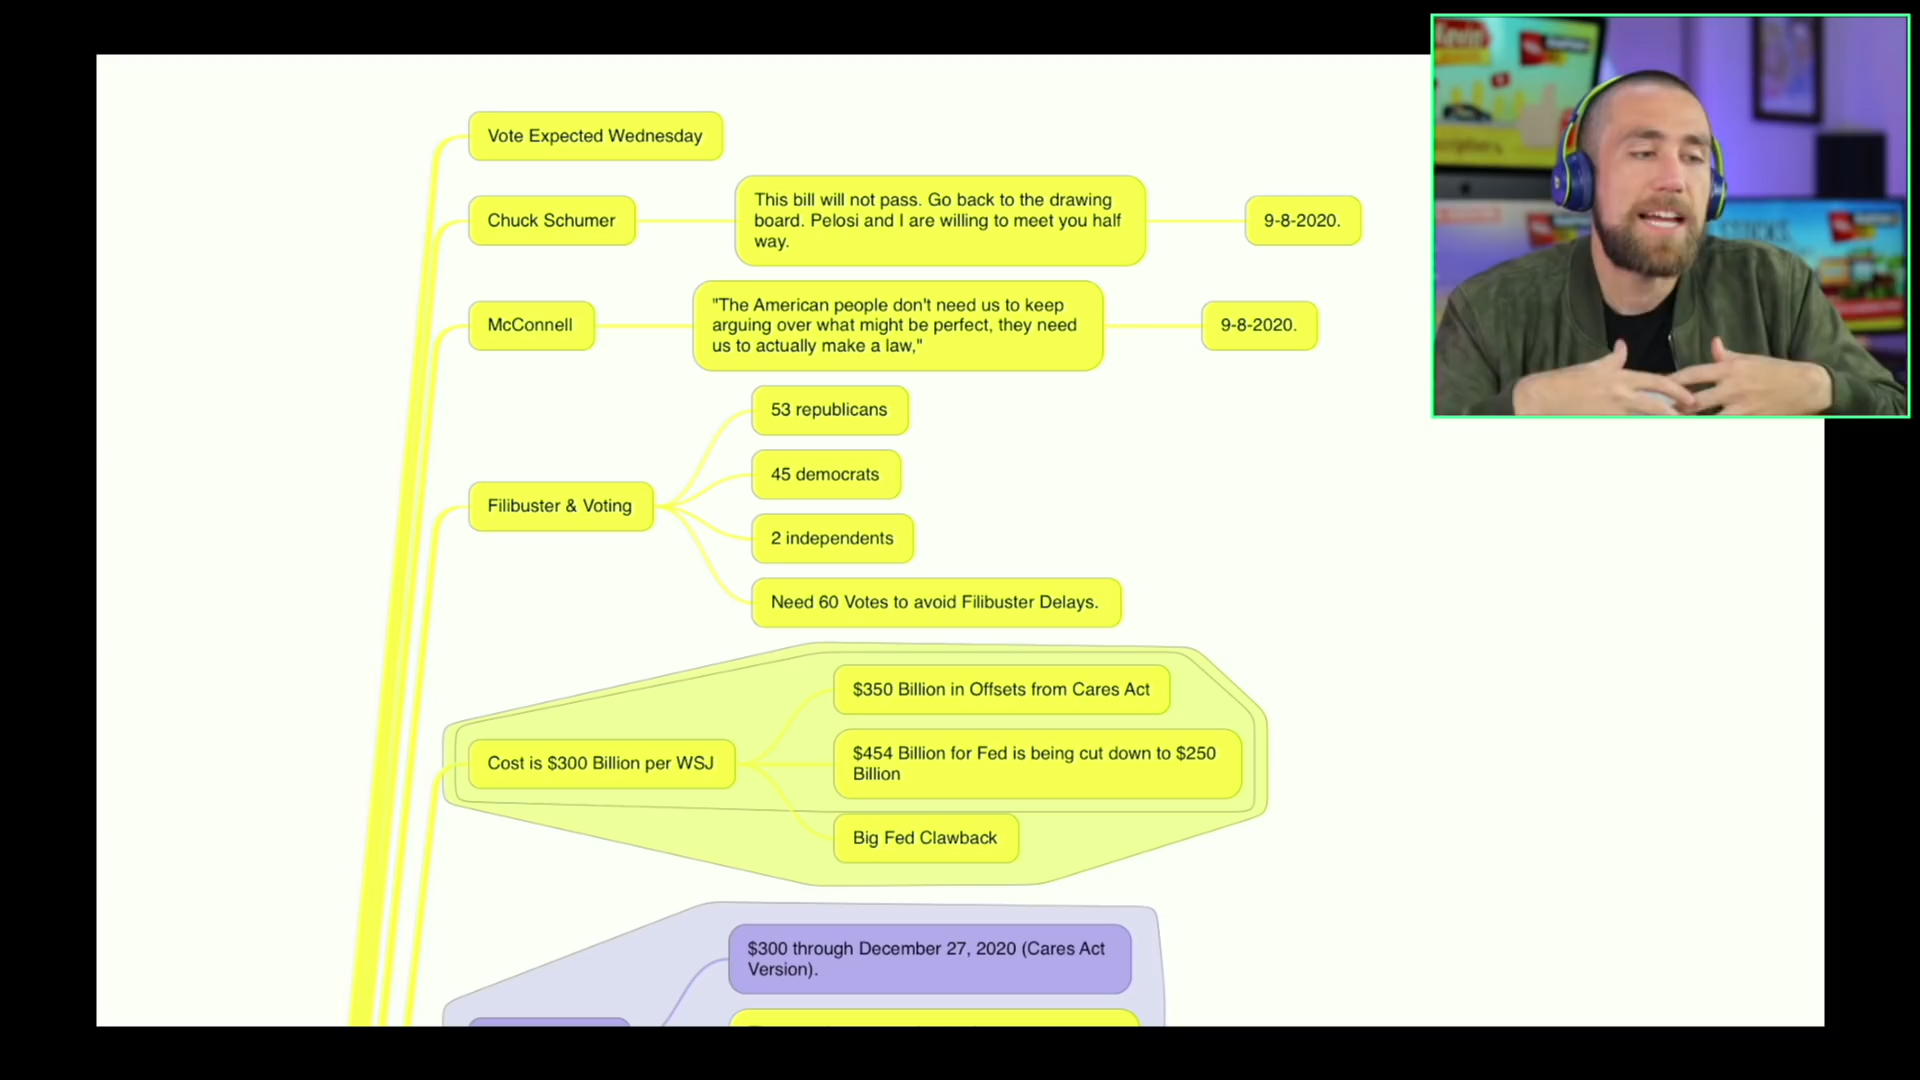 Vote Expected Wednesday
Chuck Schumer
This bill will not pass. Go back to the drawing
board. Pelosi and I are willing to meet you half
way.
9-8-2020.
McConnell
"The American people don't need us to keep
arguing over what might be perfect, they need
us to actually make a law,"
9-8-2020.
Filibuster & Voting
53 republicans
45 democrats
2 independents
Need 60 Votes to avoid Filibuster Delays.
Cost is $300 Billion per WSJ
$350 Billion in Offsets from Cares Act
$454 Billion for Fed is being cut down to $250
Billion
Big Fed Clawback
$300 through December 27, 2020 (Cares Act
Version).
Kevin